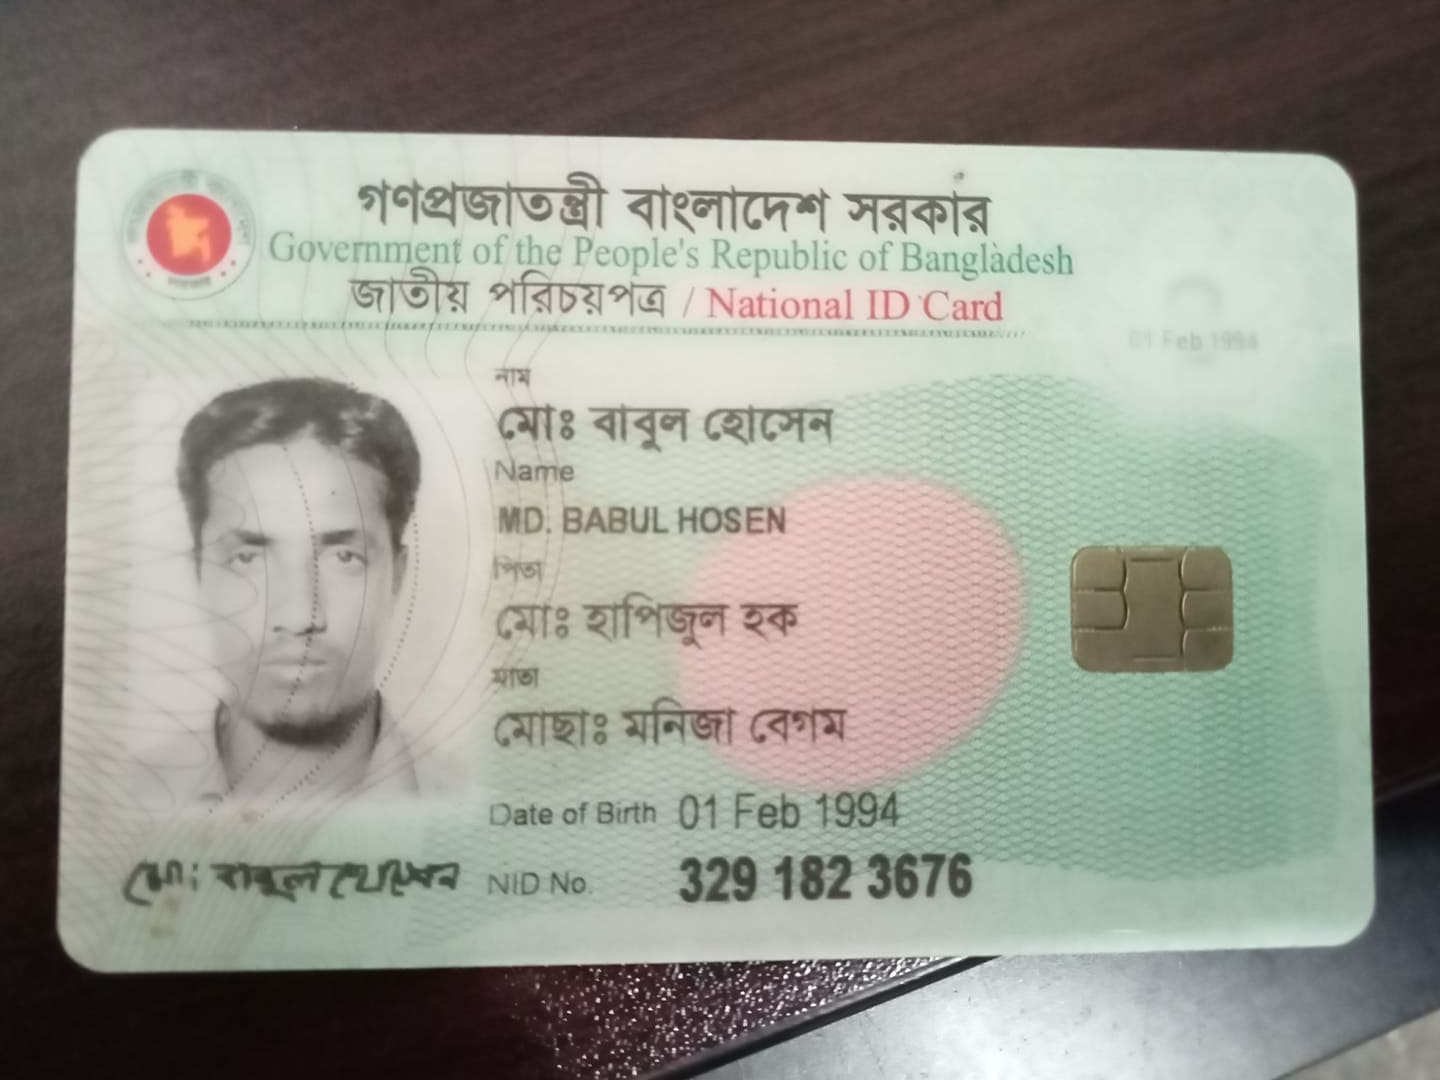 গণপ্রজাতন্ত্রী বাংলাদেশ সরকার
Government of the People's Republic of Bangladesh
জাতীয় পরিচয়পত্র / National ID Card
01 Feb 1994
নাম
মোঃ বাবুল হোসেন
Name
MD. BABUL HOSEN
পিতা
মোঃ হাপিজুল হক
মাতা
মোছাঃ মনিজা বেগম
Date of Birth 01 Feb 1994
মো: বাবুল হোসেন NID No. 329 182 3676